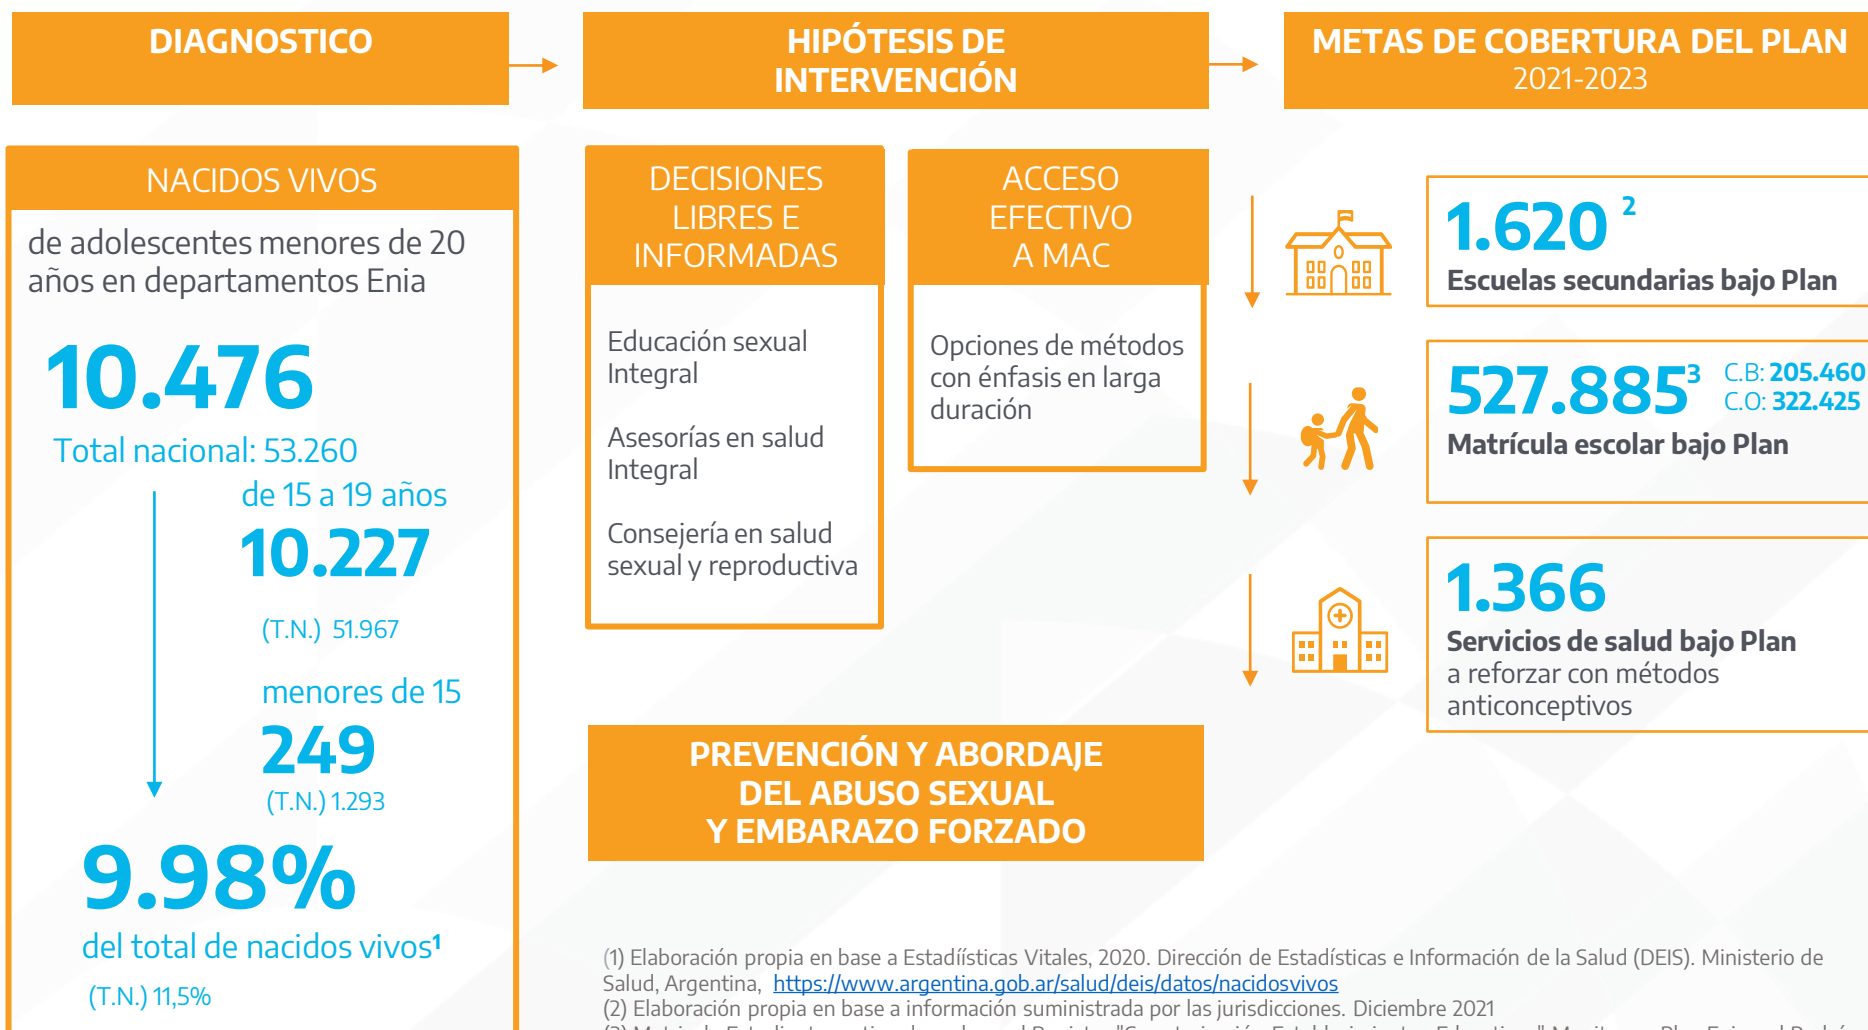 DIAGNOSTICO
HIPÓTESIS DE
INTERVENCIÓN
METAS DE COBERTURA DEL PLAN
2021-2023
NACIDOS VIVOS
de adolescentes menores de 20
años en departamentos Enia
10.476
Total nacional: 53.260
de 15 a 19 años
10.227
(T.N.) 51.967
menores de 15
249
(T.N.) 1.293
9.98%
del total de nacidos vivos¹
(T.N.) 11,5%
DECISIONES
LIBRES E
INFORMADAS
Educación sexual
Integral
Asesorías en salud
Integral
Consejería en salud
sexual y reproductiva
ACCESO
EFECTIVO
A MAC
Opciones de métodos
con énfasis en larga
duración
PREVENCIÓN Y ABORDAJE
DEL ABUSO SEXUAL
Y EMBARAZO FORZADO
1.620 ²
Escuelas secundarias bajo Plan
527.885³
C.B: 205.460
C.O: 322.425
Matrícula escolar bajo Plan
1.366
Servicios de salud bajo Plan
a reforzar con métodos
anticonceptivos
(1) Elaboración propia en base a Estadíísticas Vitales, 2020. Dirección de Estadísticas e Información de la Salud (DEIS). Ministerio de
Salud, Argentina, https://www.argentina.gob.ar/salud/deis/datos/nacidosvivos
(2) Elaboración propia en base a información suministrada por las jurisdicciones. Diciembre 2021